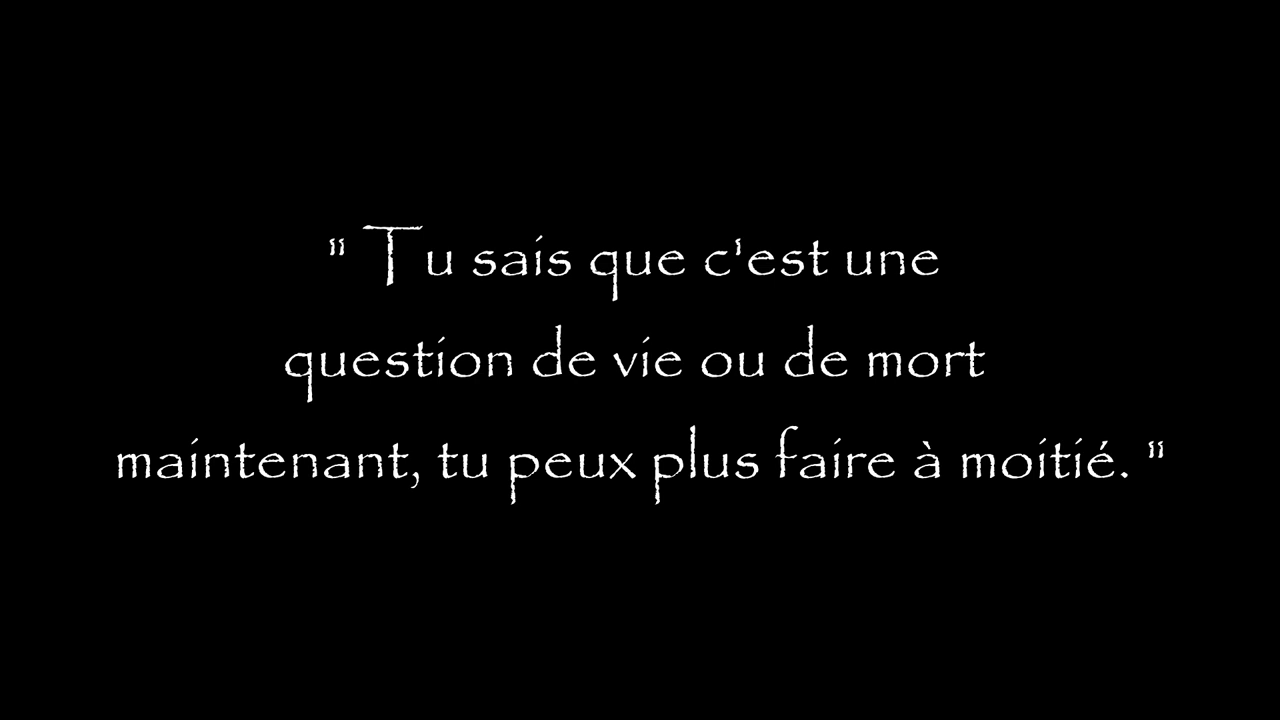 " Tu sais que c'est une
question de vie ou de mort
maintenant, tu peux plus faire à moitié. "